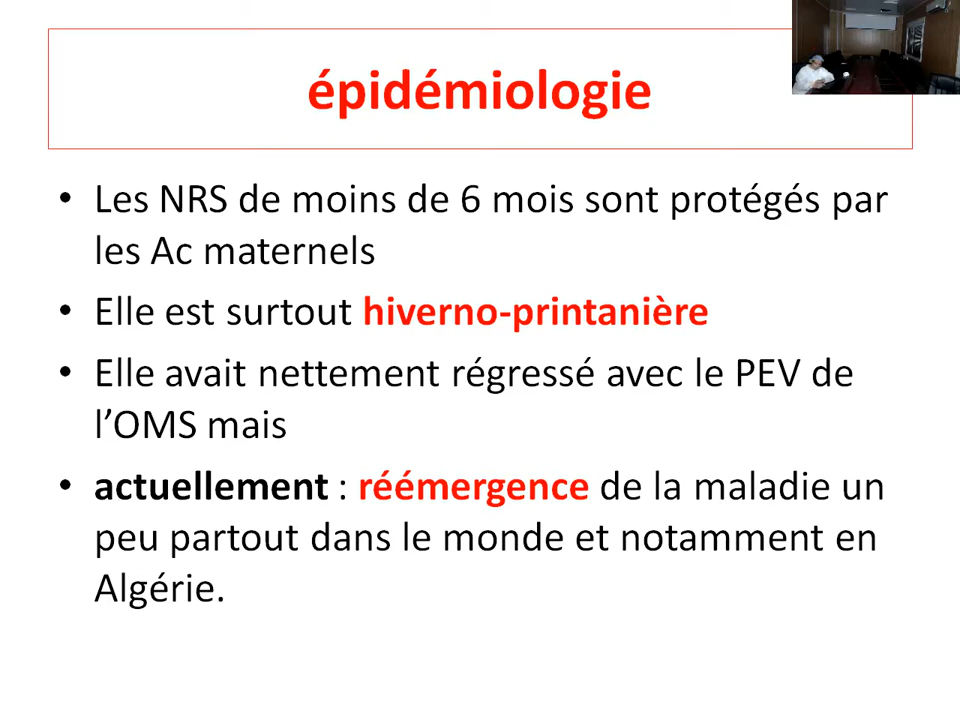 épidémiologie
• Les NRS de moins de 6 mois sont protégés par
les Ac maternels
• Elle est surtout hiverno-printanière
• Elle avait nettement régressé avec le PEV de
l’OMS mais
• actuellement : réémergence de la maladie un
peu partout dans le monde et notamment en
Algérie.